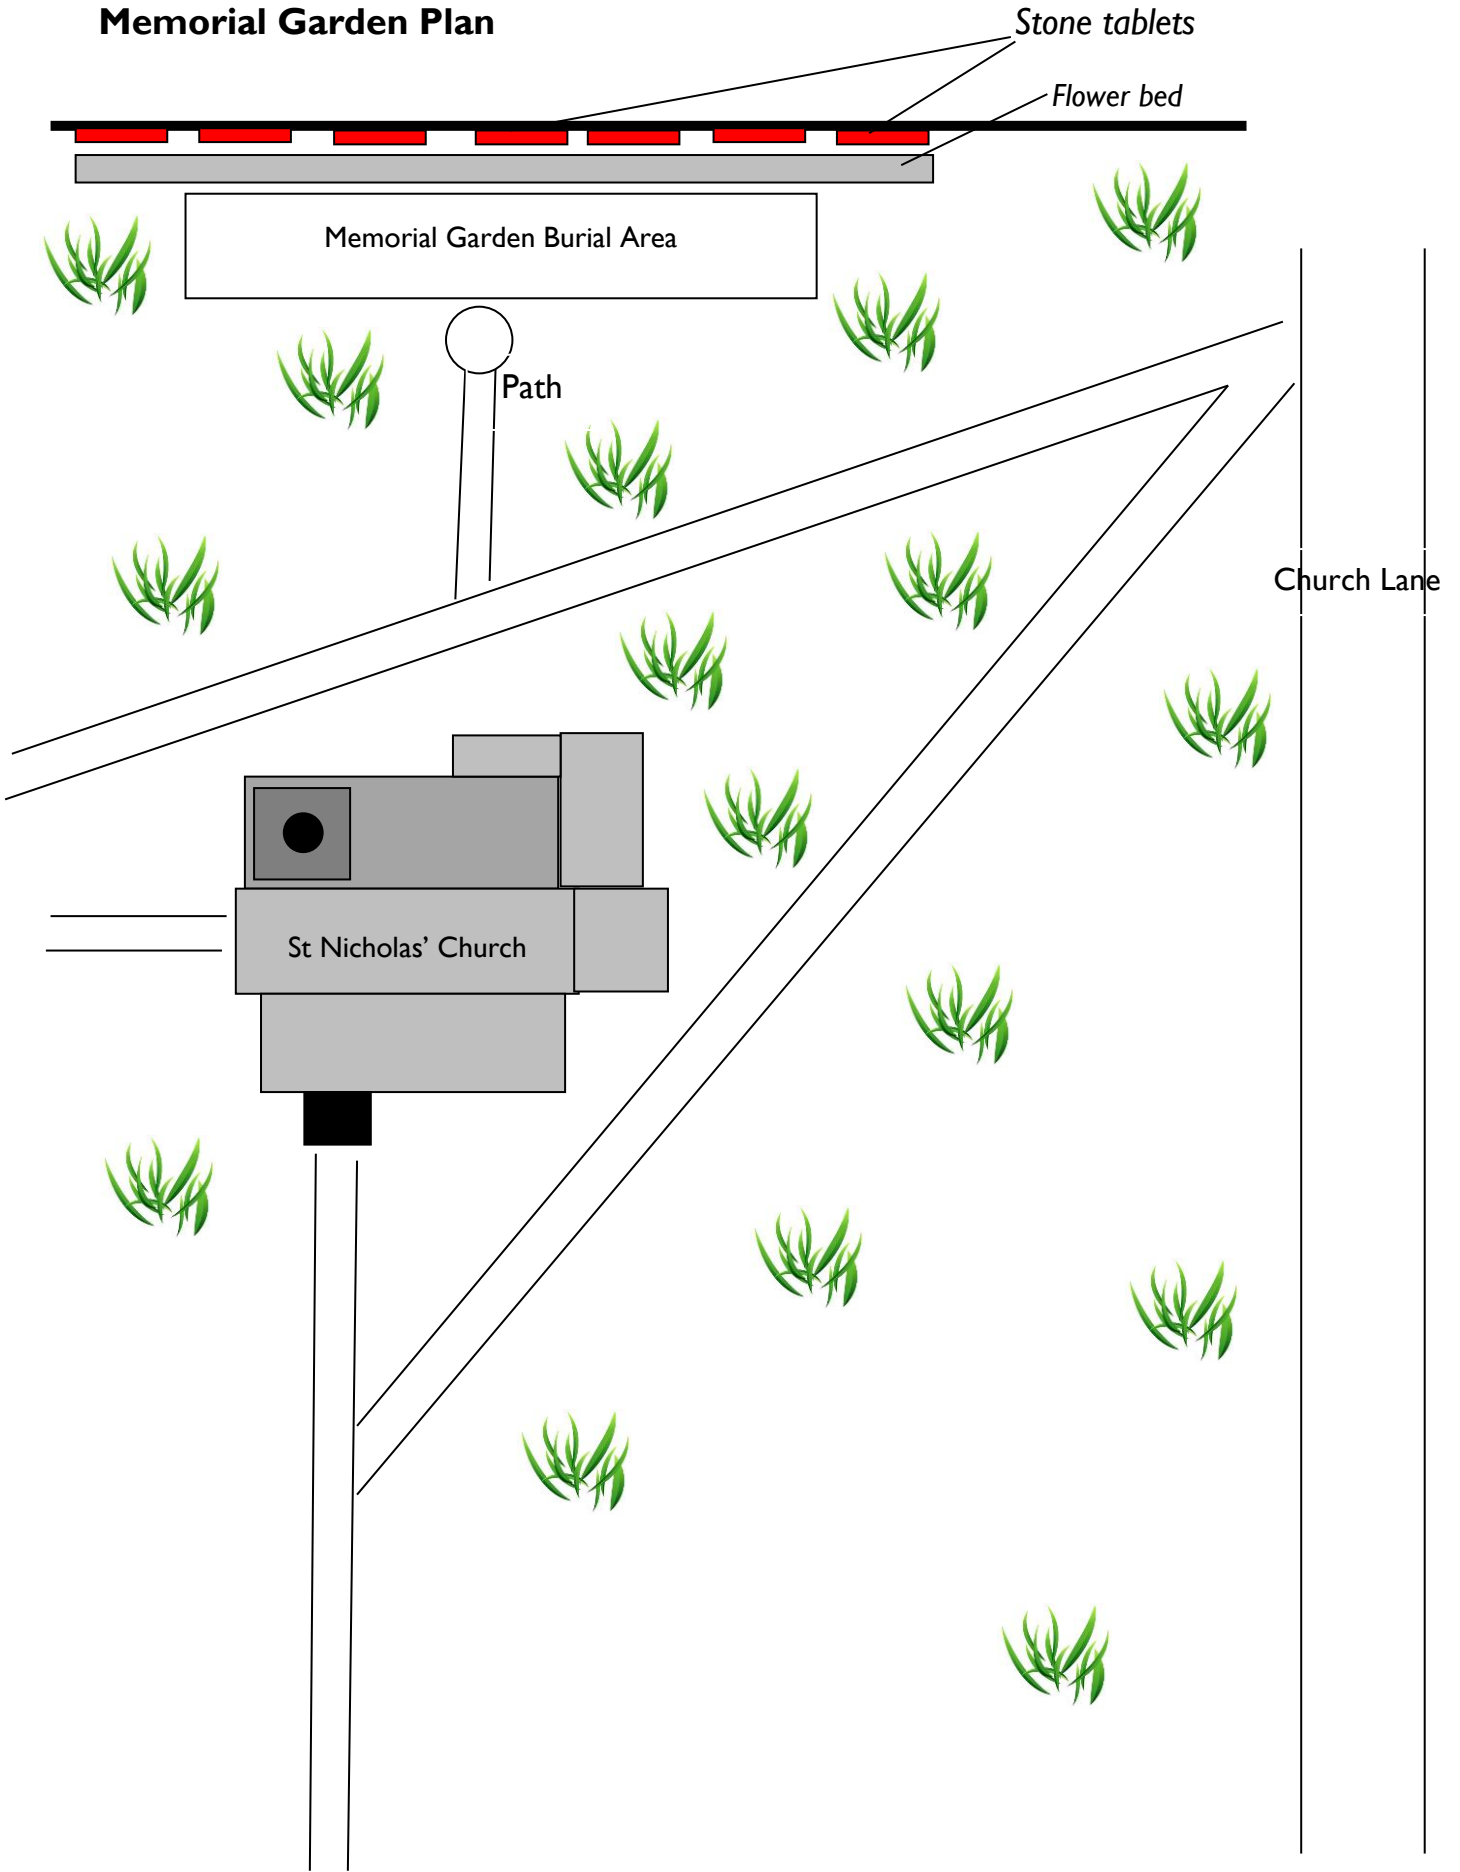 Memorial Garden Plan
Stone tablets
Flower bed
Memorial Garden Burial Area
Path
Church Lane
St Nicholas’ Church